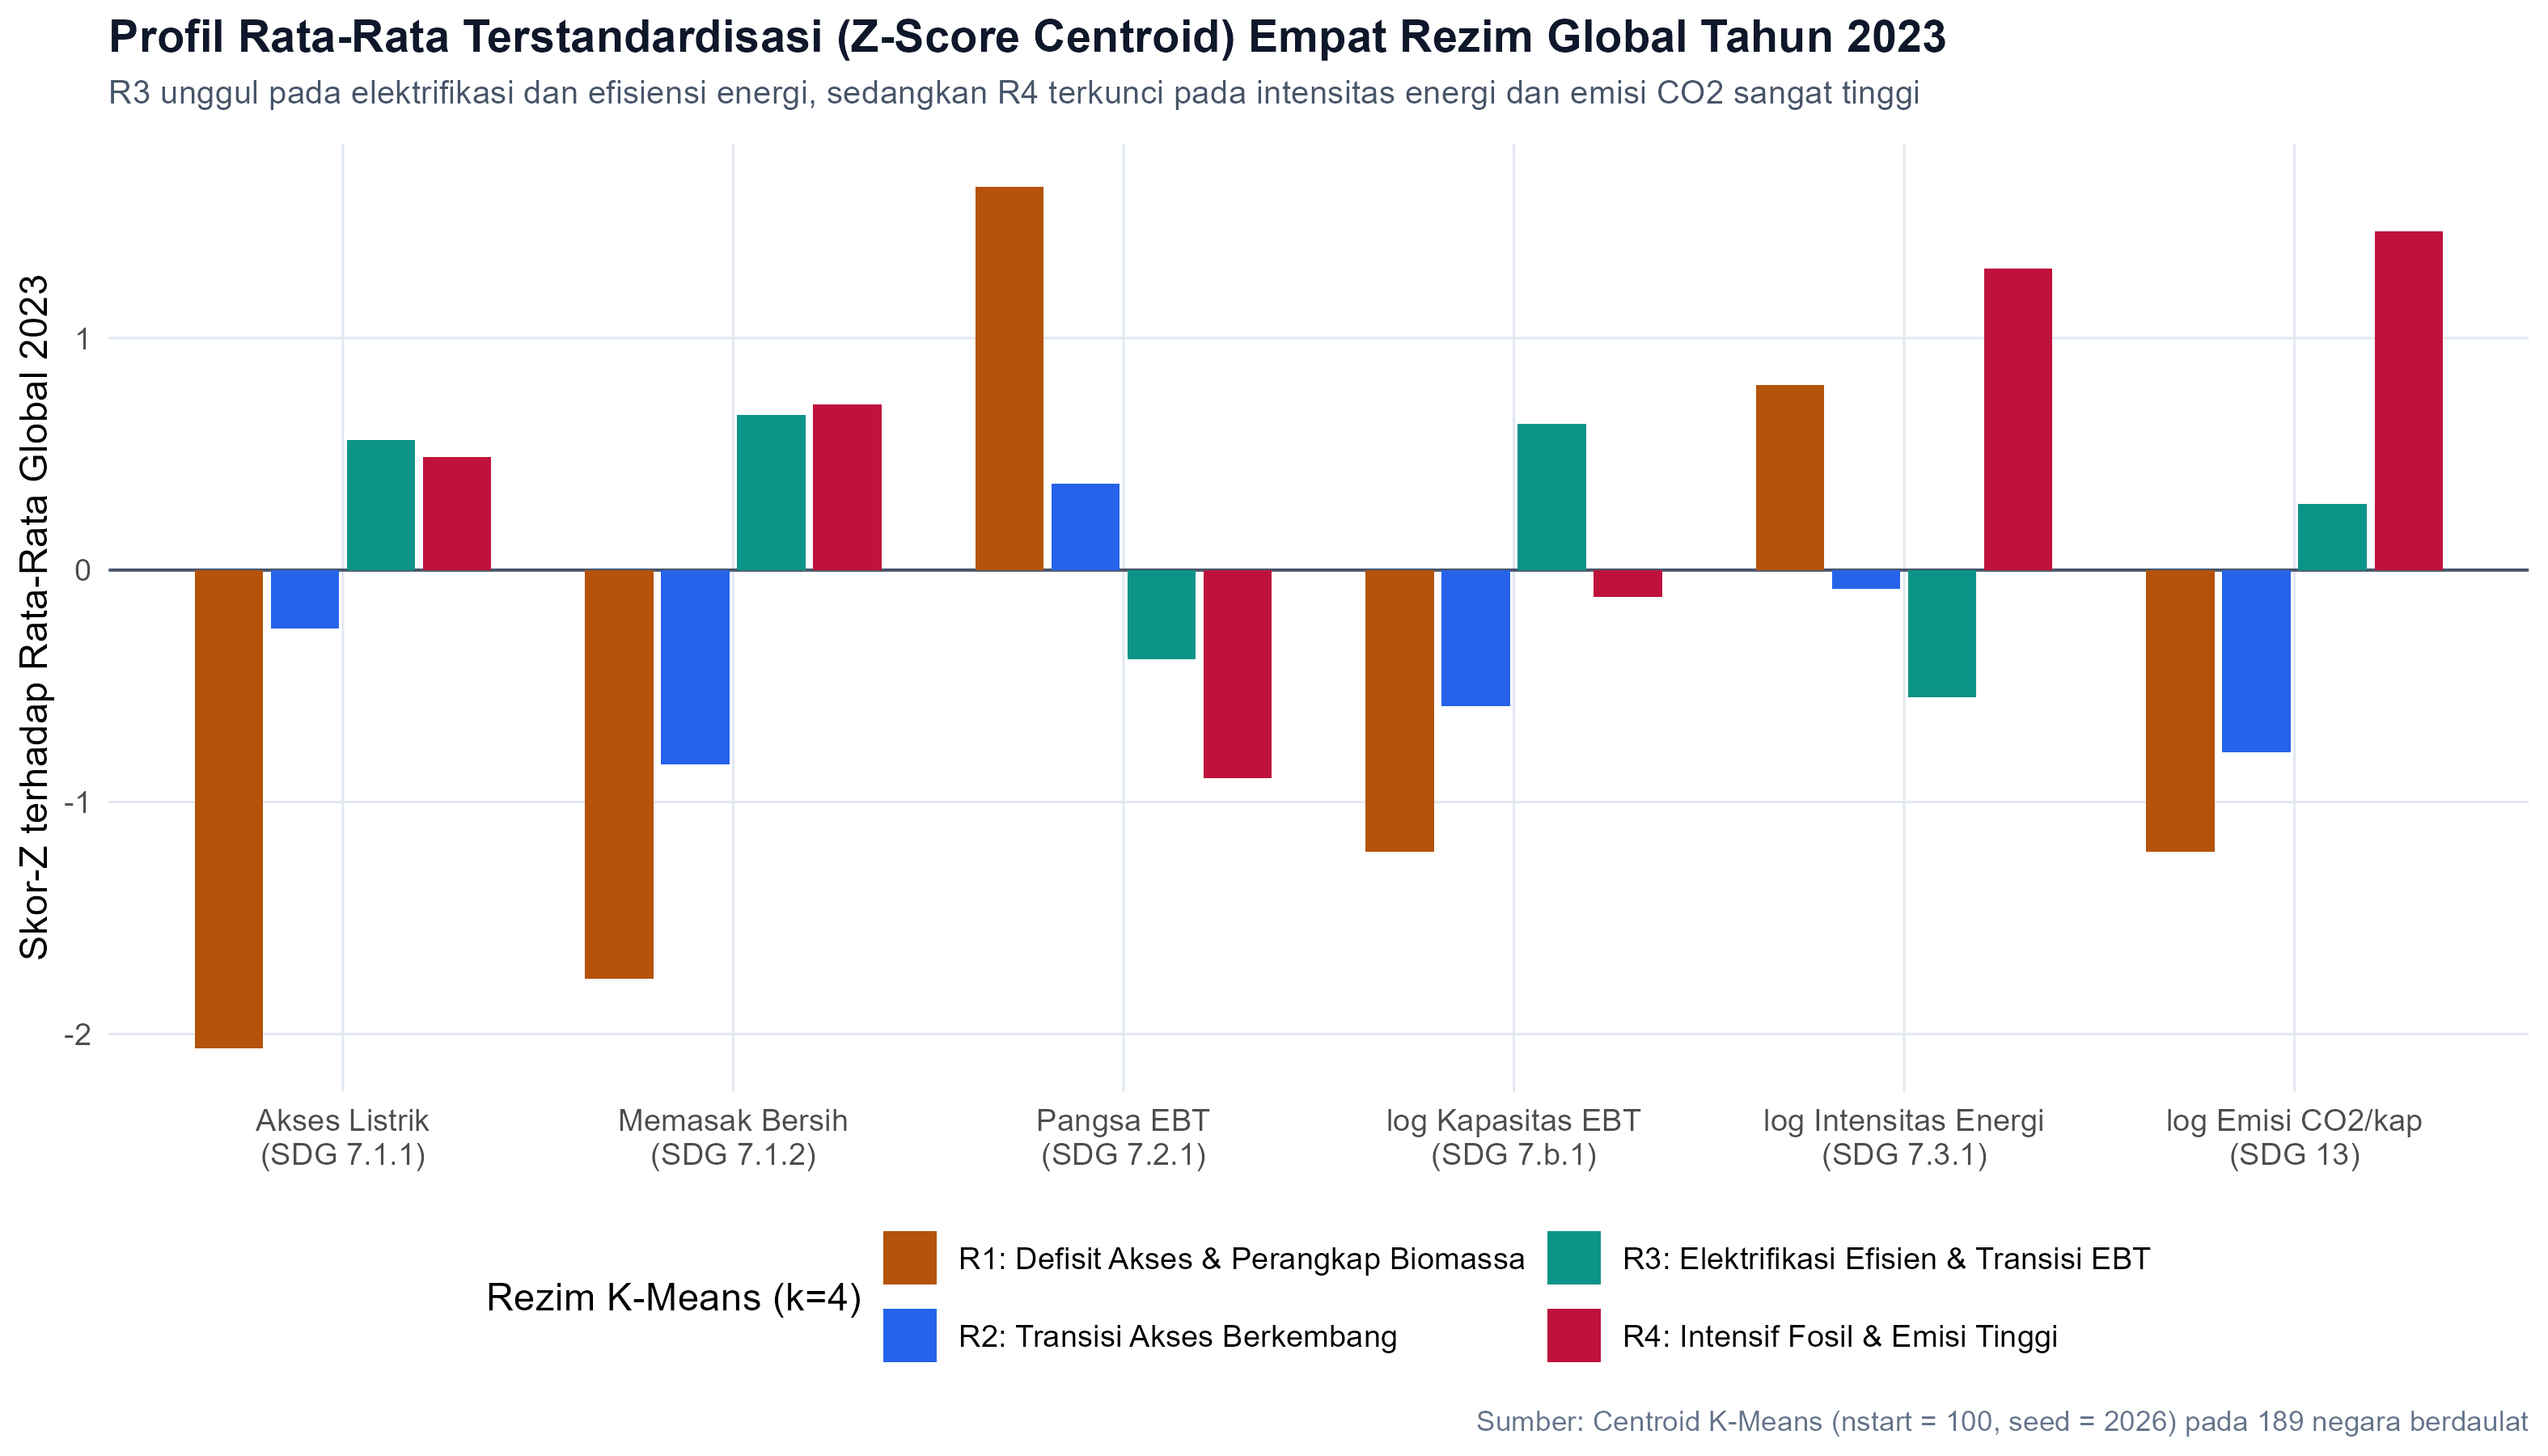 Profil Rata-Rata Terstandardisasi (Z-Score Centroid) Empat Rezim Global Tahun 2023
R3 unggul pada elektrifikasi dan efisiensi energi, sedangkan R4 terkunci pada intensitas energi dan emisi CO2 sangat tinggi
Skor-Z terhadap Rata-Rata Global 2023
1
0
-1
-2
Akses Listrik
(SDG 7.1.1)
Memasak Bersih
(SDG 7.1.2)
Pangsa EBT
(SDG 7.2.1)
log Kapasitas EBT
(SDG 7.b.1)
log Intensitas Energi
(SDG 7.3.1)
log Emisi CO2/kap
(SDG 13)
Rezim K-Means (k=4)
R1: Defisit Akses & Perangkap Biomassa
R2: Transisi Akses Berkembang
R3: Elektrifikasi Efisien & Transisi EBT
R4: Intensif Fosil & Emisi Tinggi
Sumber: Centroid K-Means (nstart = 100, seed = 2026) pada 189 negara berdaulat